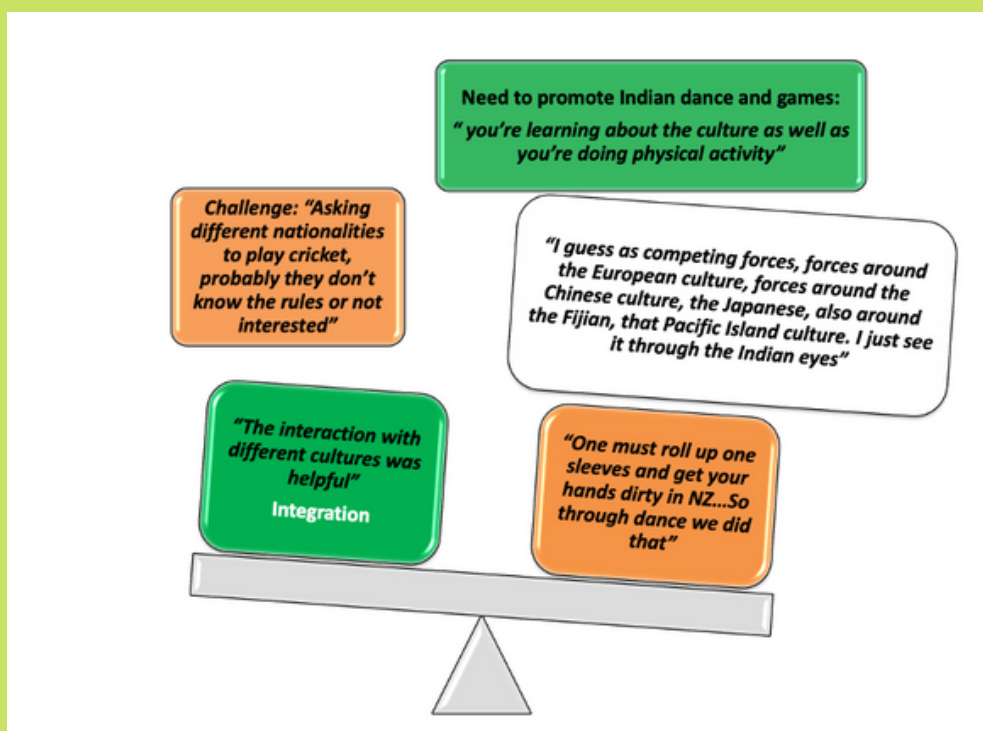 Need to promote Indian dance and games:
“ you’re learning about the culture as well as
you’re doing physical activity”
Challenge: “Asking
different nationalities
to play cricket,
probably they don’t
know the rules or not
interested”
“I guess as competing forces, forces around
the European culture, forces around the
Chinese culture, the Japanese, also around
the Fijian, that Pacific Island culture. I just see
it through the Indian eyes”
“The interaction with
different cultures was
helpful”
Integration
“One must roll up one
sleeves and get your
hands dirty in NZ...So
through dance we did
that”